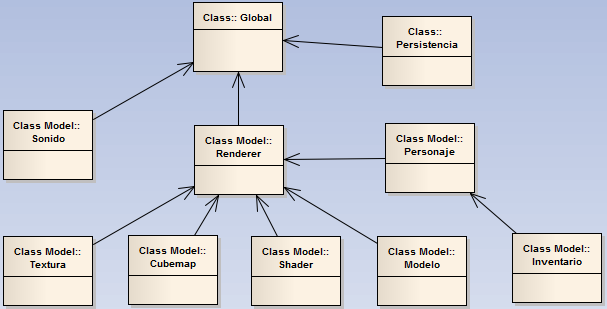 Class:: Global
Class::
Persistencia
Class Model::
Sonido
Class Model::
Renderer
Class Model::
Personaje
Class Model::
Textura
Class Model::
Cubemap
Class Model::
Shader
Class Model::
Modelo
Class Model::
Inventario